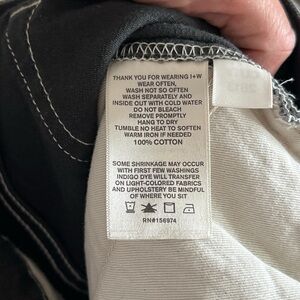 THANK YOU FOR WEARING I+W
WEAR OFTEN,
WASH NOT SO OFTEN
WASH SEPARATELY AND
INSIDE OUT WITH COLD WATER
DO NOT BLEACH
REMOVE PROMPTLY
HANG TO DRY
TUMBLE NO HEAT TO SOFTEN
WARM IRON IF NEEDED
100% COTTON
SOME SHRINKAGE MAY OCCUR
WITH FIRST FEW WASHINGS
INDIGO DYE WILL TRANSFER
ON LIGHT-COLORED FABRICS
AND UPHOLSTERY BE MINDFUL
OF WHERE YOU SIT
RN#156974